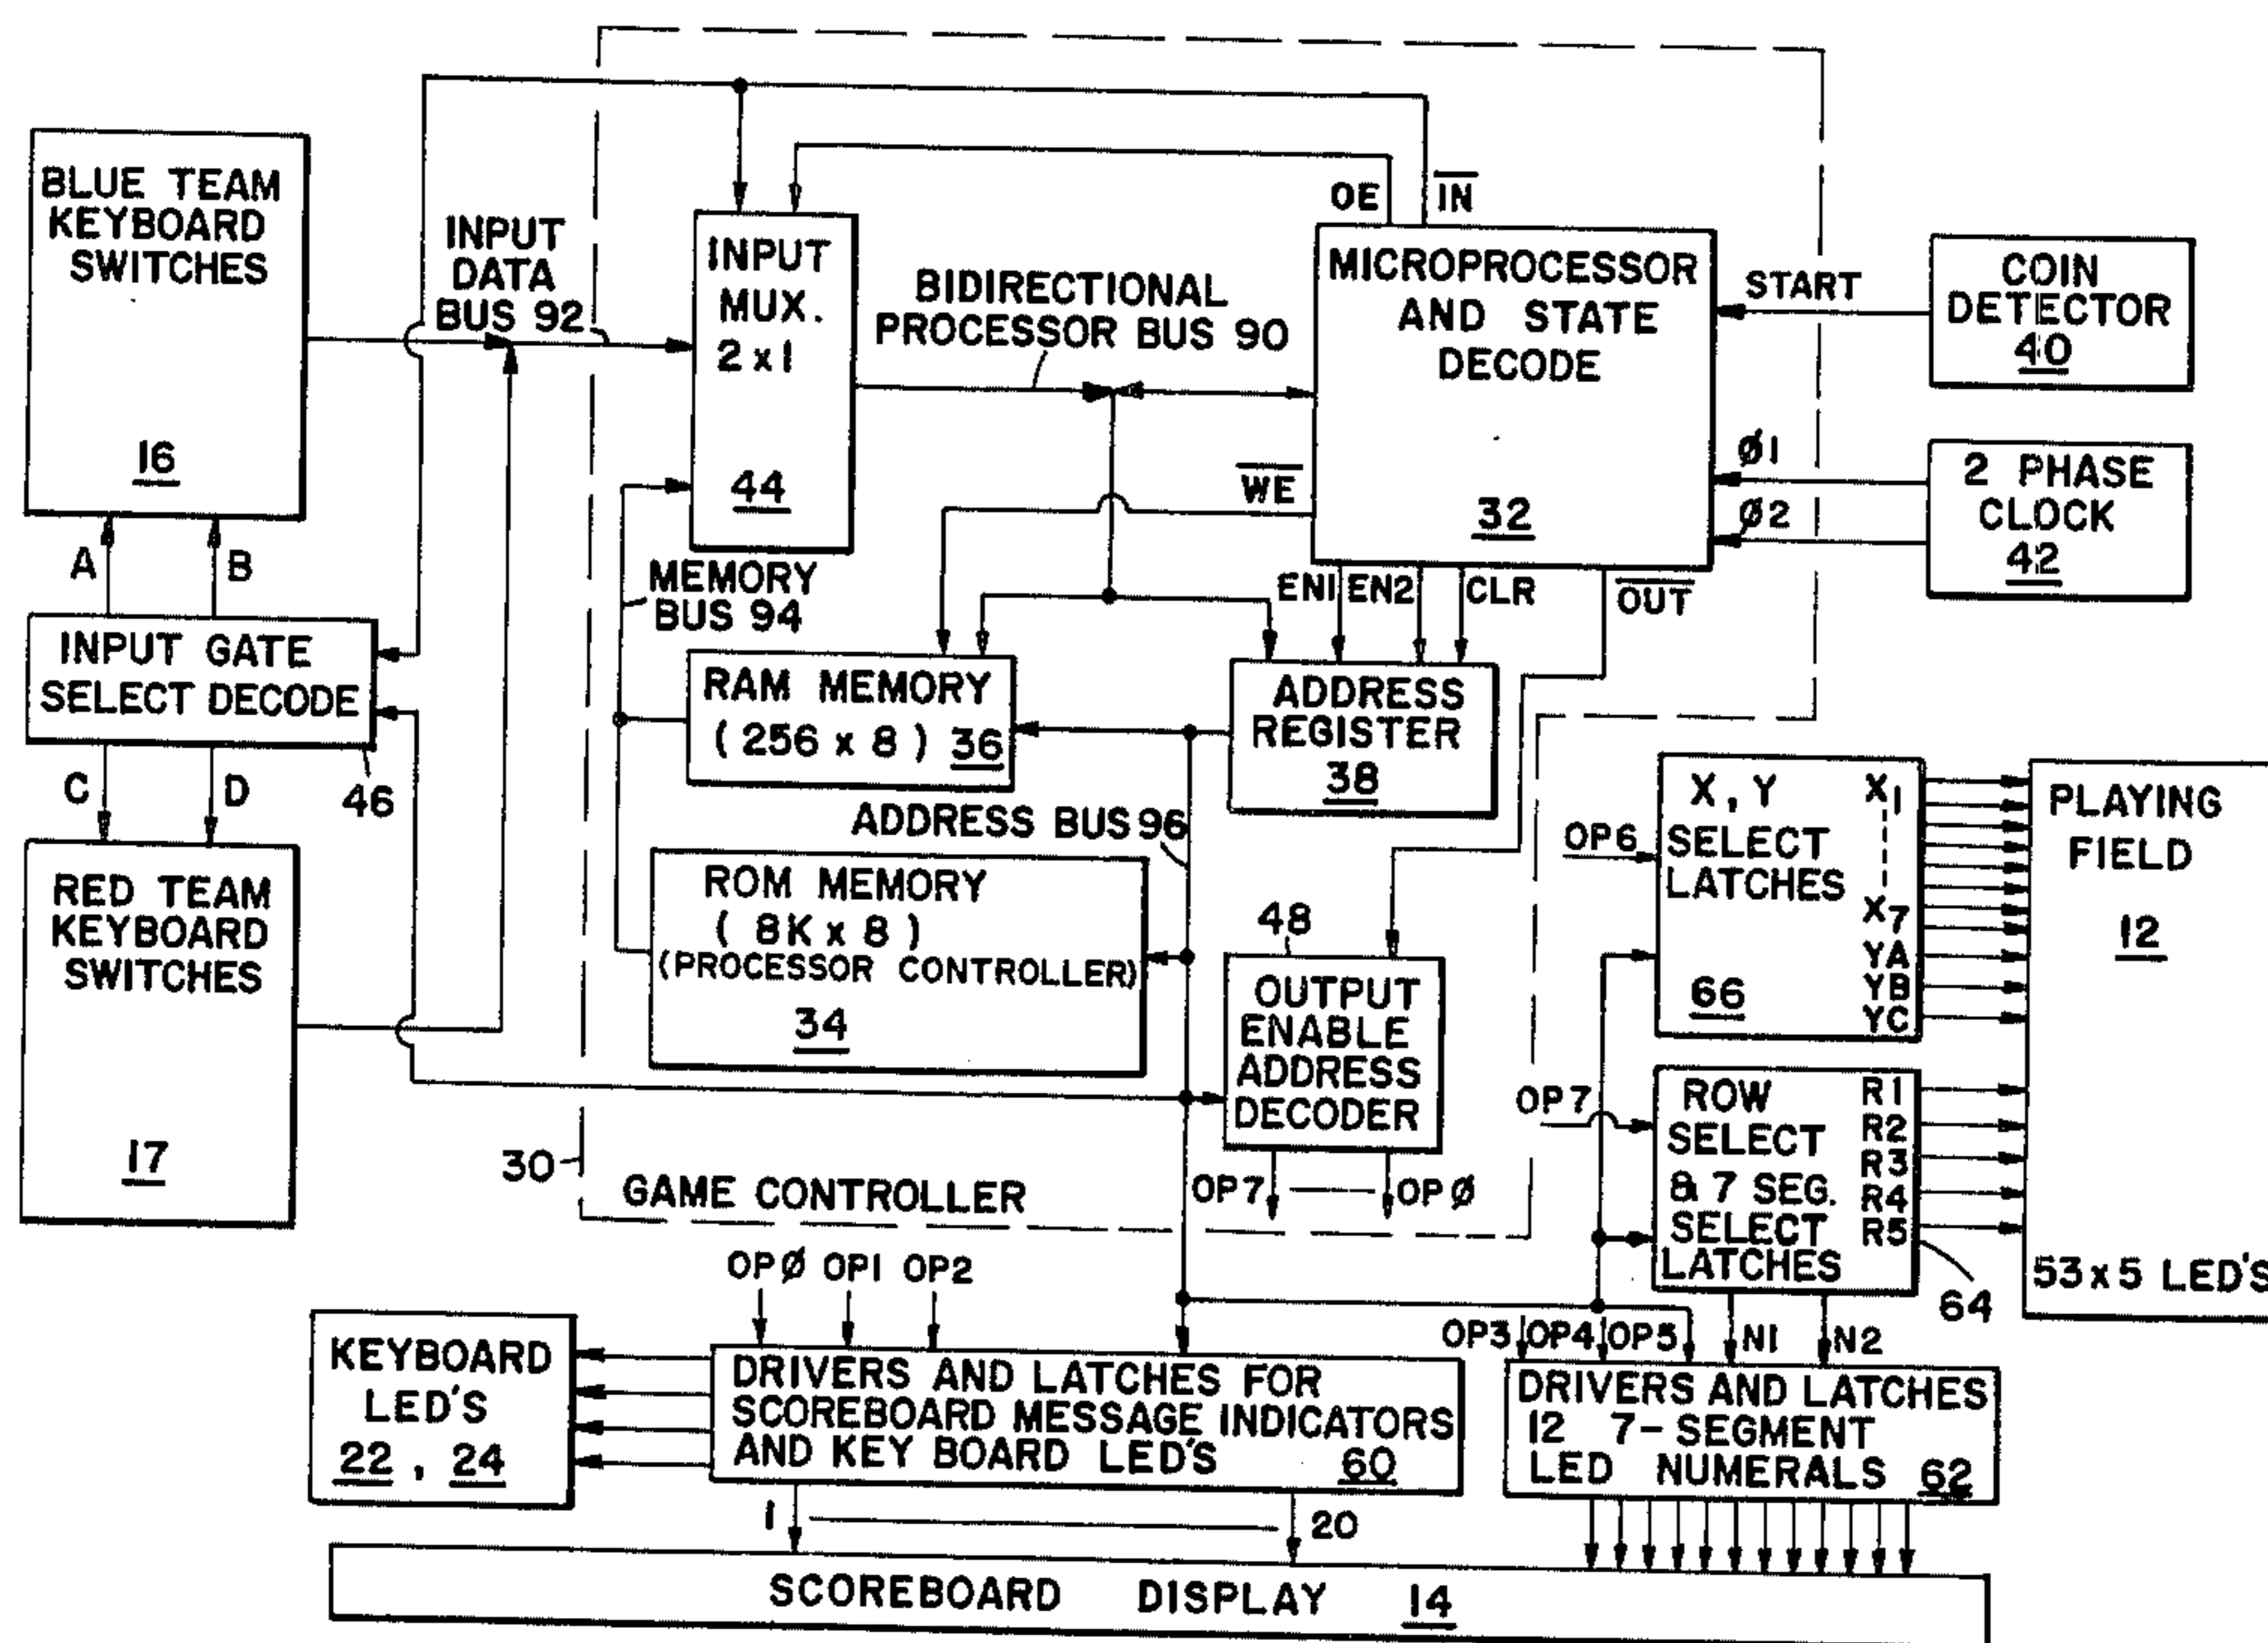 BLUE TEAM
KEYBOARD
SWITCHES
16
INPUT
DATA
BUS 92
INPUT
MUX.
2 x 1
44
BIDIRECTIONAL
PROCESSOR BUS 90
OE
IN
MICROPROCESSOR
AND STATE
DECODE
32
WE
START
COIN
DETECTOR
40
Ø1
Ø2
2 PHASE
CLOCK
42
A
B
MEMORY
BUS 94
EN1
EN2
CLR
OUT
INPUT GATE
SELECT DECODE
46
C
D
RAM MEMORY
( 256 x 8 ) 36
ADDRESS
REGISTER
38
ADDRESS BUS 96
RED TEAM
KEYBOARD
SWITCHES
17
ROM MEMORY
( 8K x 8 )
(PROCESSOR CONTROLLER)
34
48
OUTPUT
ENABLE
ADDRESS
DECODER
OP7
OPØ
30
GAME CONTROLLER
OP6
X, Y
SELECT
LATCHES
66
X1
X7
YA
YB
YC
PLAYING
FIELD
12
53 x 5 LED'S
OP7
ROW
SELECT
& 7 SEG.
SELECT
LATCHES
R1
R2
R3
R4
R5
64
OPØ OP1 OP2
OP3 OP4 OP5 N1 N2
KEYBOARD
LED'S
22, 24
DRIVERS AND LATCHES FOR
SCOREBOARD MESSAGE INDICATORS
AND KEY BOARD LED'S 60
DRIVERS AND LATCHES
12 7-SEGMENT
LED NUMERALS 62
1
20
SCOREBOARD DISPLAY 14